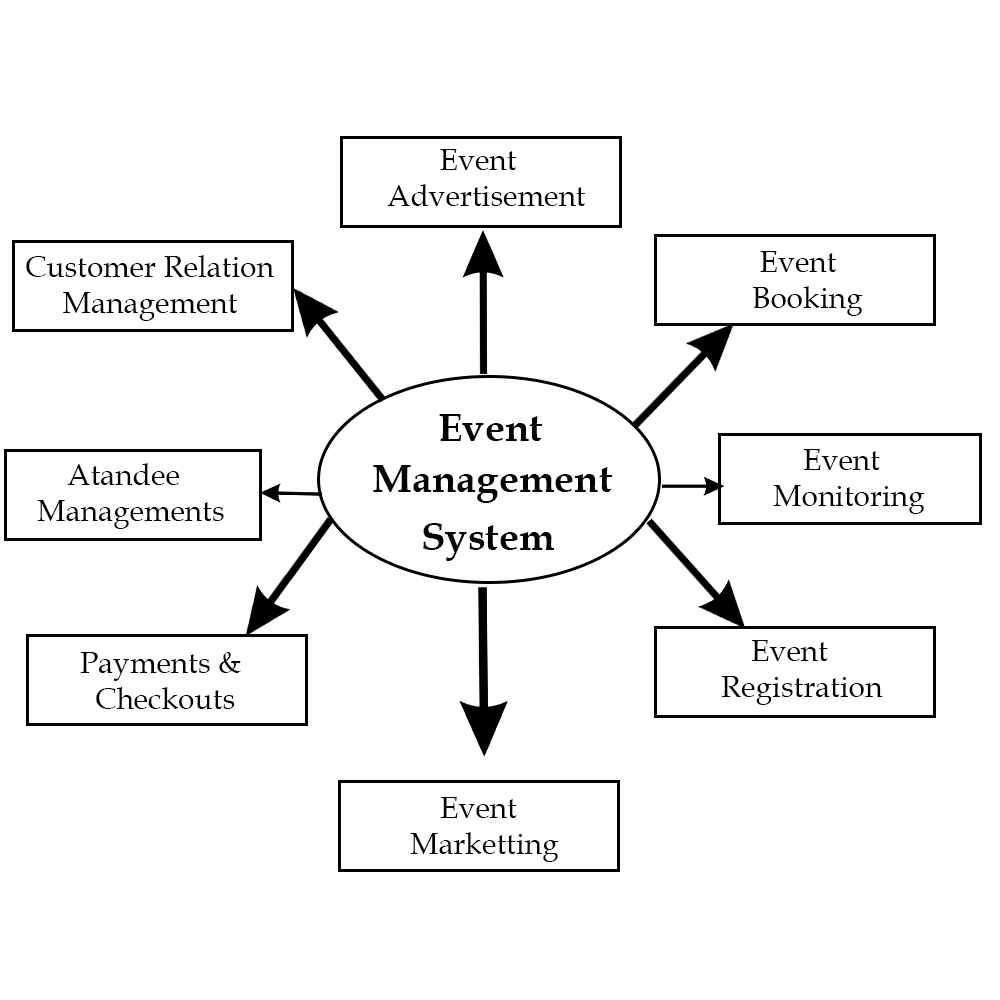 Event
Advertisement
Customer Relation
Management
Event
Booking
Event
Management
System
Atandee
Managements
Event
Monitoring
Payments &
Checkouts
Event
Registration
Event
Marketting